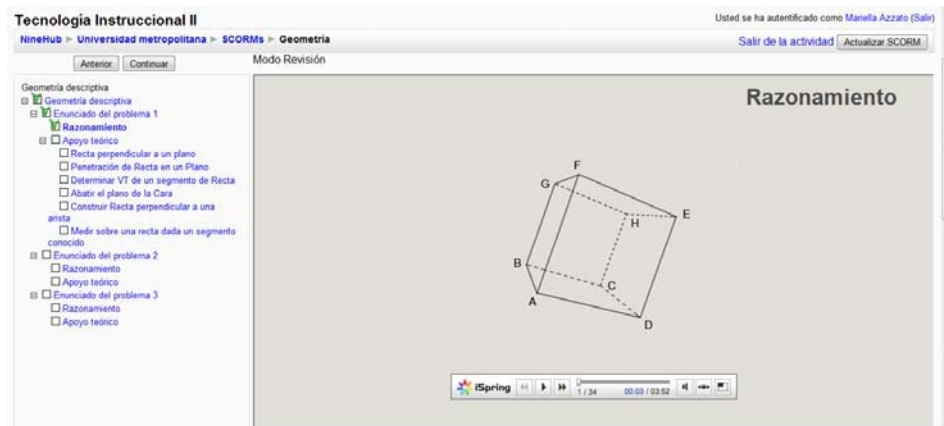 Tecnologia Instruccional II
Usted se ha autentificado como Mariella Azzato (Salir)
NineHub ► Universidad metropolitana ► SCORMs ► Geometría
Salir de la actividad Actualizar SCORM
Anterior Continuar
Modo Revisión
Geometría descriptiva
Geometría descriptiva
Enunciado del problema 1
Razonamiento
Apoyo teórico
Recta perpendicular a un plano
Penetración de Recta en un Plano
Determinar VT de un segmento de Recta
Abatir el plano de la Cara
Construir Recta perpendicular a una
arista
Medir sobre una recta dada un segmento
conocido
Enunciado del problema 2
Razonamiento
Apoyo teórico
Enunciado del problema 3
Razonamiento
Apoyo teórico
Razonamiento
F
G
H
E
B
C
A
D
iSpring
1 / 34
00:03 / 03:52